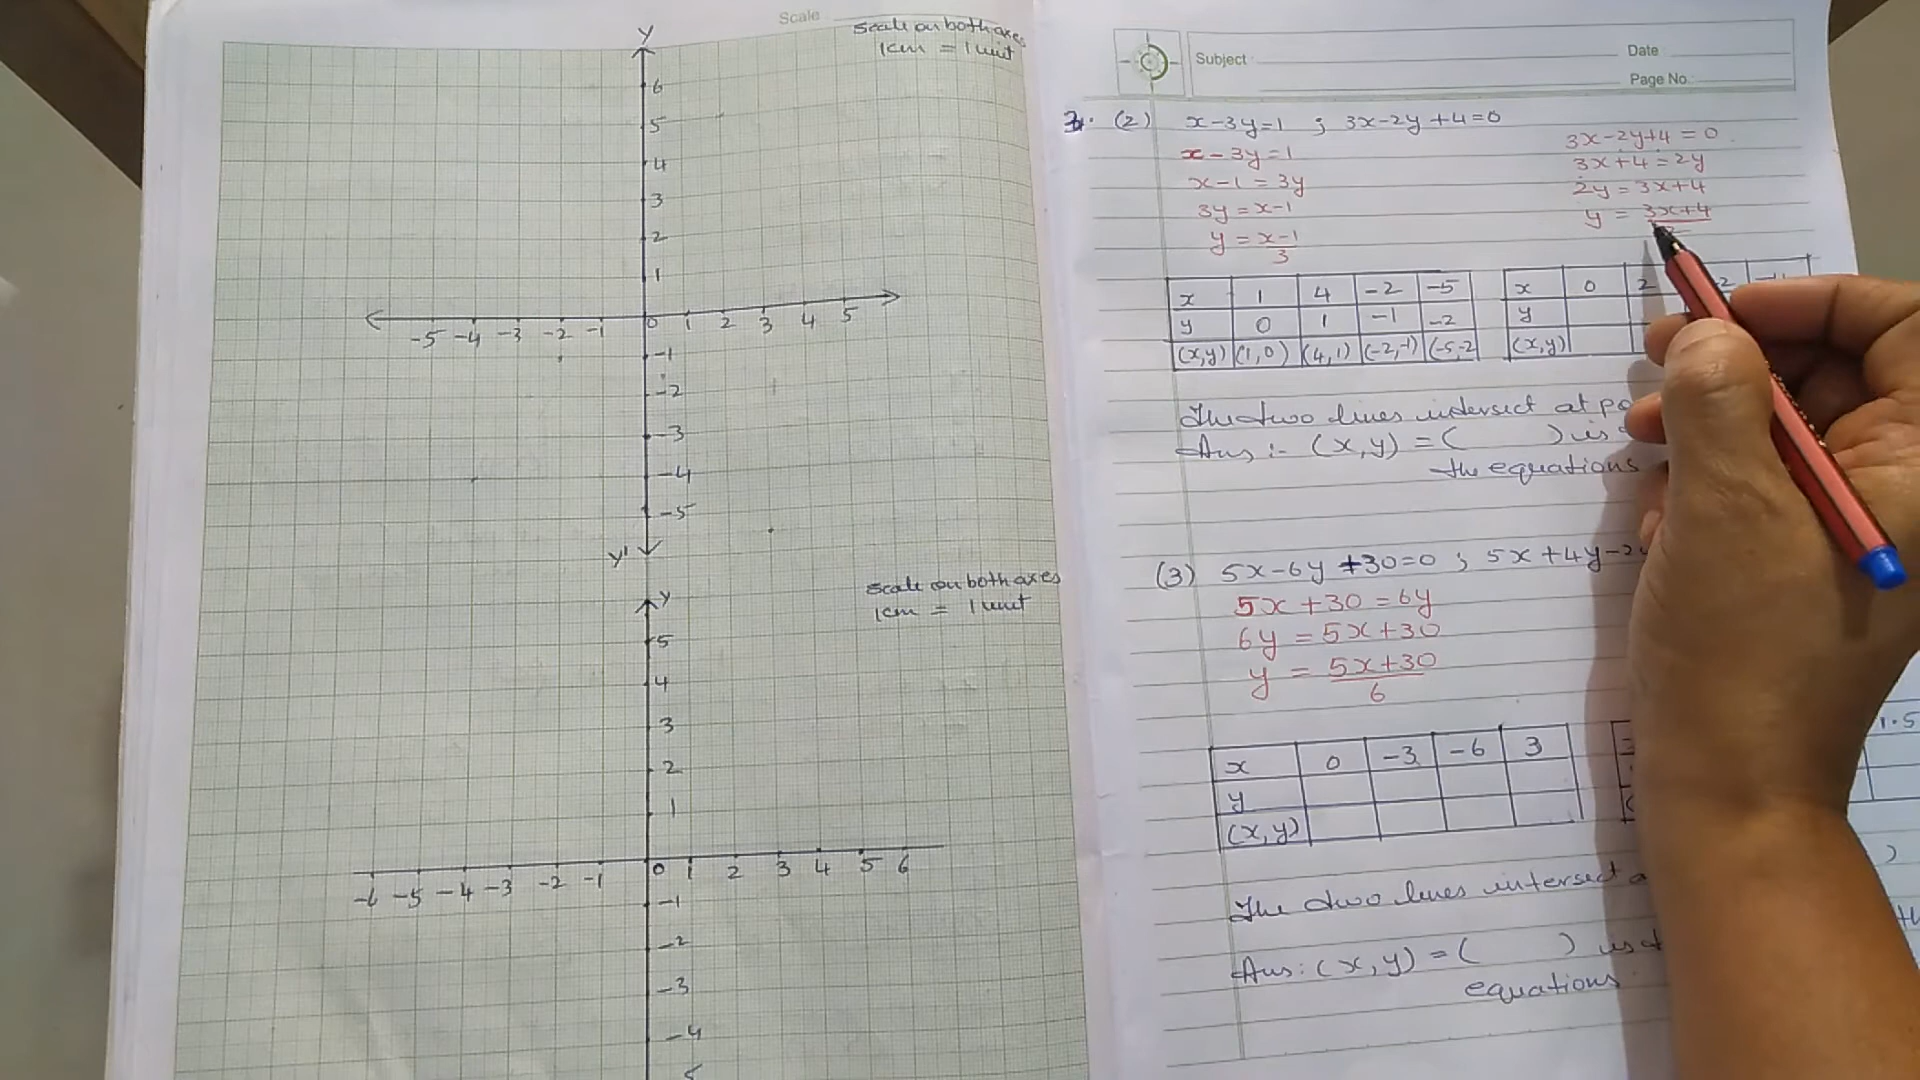 Scale
Scale on both axes
1cm = 1 unit
Y
6
5
4
3
2
1
-5 -4 -3 -2 -1 0 1 2 3 4 5
-1
-2
-3
-4
-5
Y'
Scale on both axes
1cm = 1 unit
Y
5
4
3
2
1
-6 -5 -4 -3 -2 -1 0 1 2 3 4 5 6
-1
-2
-3
-4
Subject
Date
Page No.
(2) x-3y=1 ; 3x-2y+4=0
x-3y=1
x-1=3y
3y=x-1
y = x-1
3
3x-2y+4=0
3x+4=2y
2y=3x+4
y = 3x+4
x 1 4 -2 -5
y 0 1 -1 -2
(x,y) (1,0) (4,1) (-2,-1) (-5,-2
x 0 2
y
(x,y)
The two lines intersect at
Ans:- (x,y) = ( ) is
the equations
(3) 5x-6y+30=0 ; 5x+4y
5x+30=6y
6y=5x+30
y = 5x+30
6
x 0 -3 -6 3
y
(x,y)
The two lines intersect
Ans: (x,y) = ( ) is
equations
1.5
)